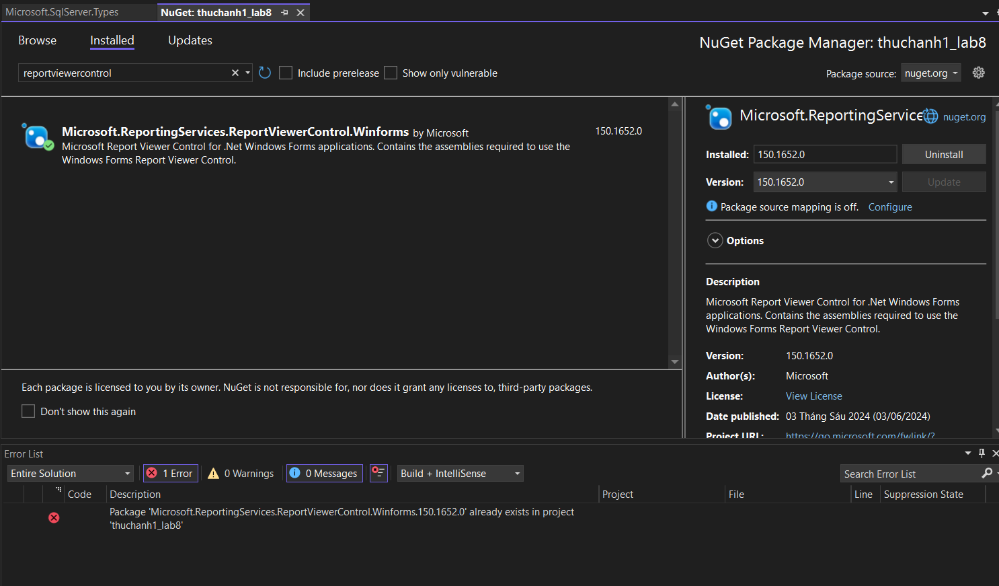 Microsoft.SqlServer.Types
NuGet: thuchanh1_lab8
Browse
Installed
Updates
NuGet Package Manager: thuchanh1_lab8
reportviewercontrol
Include prerelease
Show only vulnerable
Package source:
nuget.org
Microsoft.ReportingServices.ReportViewerControl.Winforms by Microsoft
150.1652.0
Microsoft Report Viewer Control for .Net Windows Forms applications. Contains the assemblies required to use the
Windows Forms Report Viewer Control.
Each package is licensed to you by its owner. NuGet is not responsible for, nor does it grant any licenses to, third-party packages.
Don't show this again
Microsoft.ReportingService
nuget.org
Installed:
150.1652.0
Uninstall
Version:
150.1652.0
Update
Package source mapping is off.
Configure
Options
Description
Microsoft Report Viewer Control for .Net Windows Forms
applications. Contains the assemblies required to use the
Windows Forms Report Viewer Control.
Version: 150.1652.0
Author(s): Microsoft
License: View License
Date published: 03 Tháng Sáu 2024 (03/06/2024)
Project URL: https://go.microsoft.com/fwlink/?
Error List
Entire Solution
1 Error
0 Warnings
0 Messages
Build + IntelliSense
Search Error List
Code
Description
Project
File
Line
Suppression State
Package 'Microsoft.ReportingServices.ReportViewerControl.Winforms.150.1652.0' already exists in project
'thuchanh1_lab8'